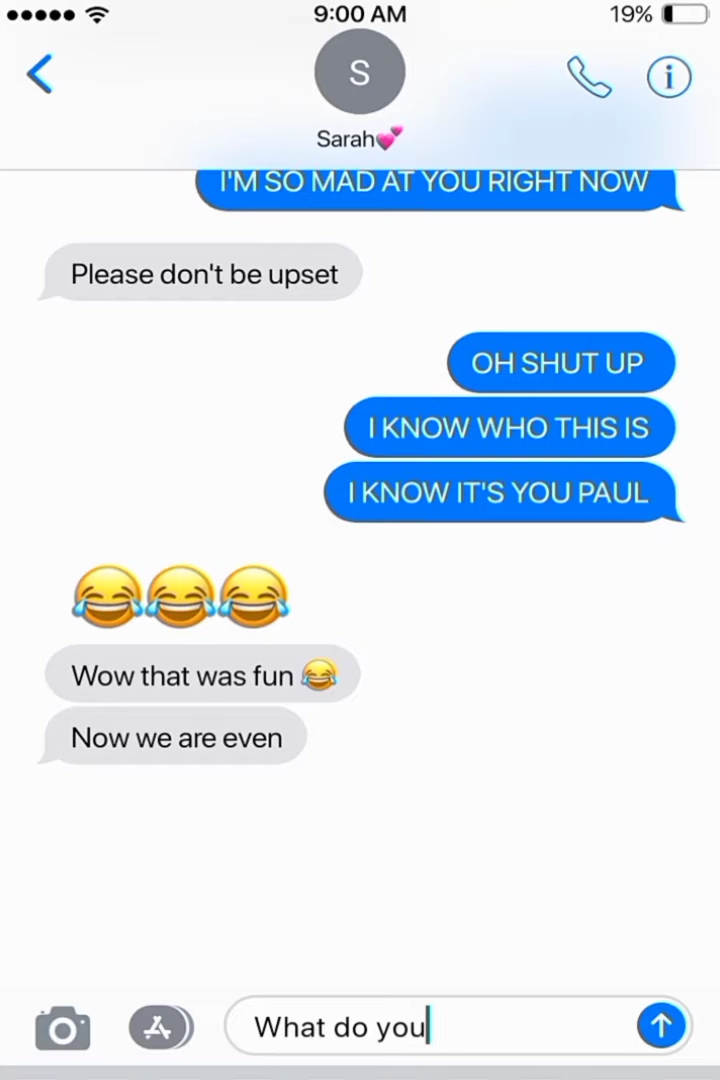 9:00 AM
19%
S
Sarah💕
I'M SO MAD AT YOU RIGHT NOW
Please don't be upset
OH SHUT UP
I KNOW WHO THIS IS
I KNOW IT'S YOU PAUL
😂😂😂
Wow that was fun 😂
Now we are even
What do you